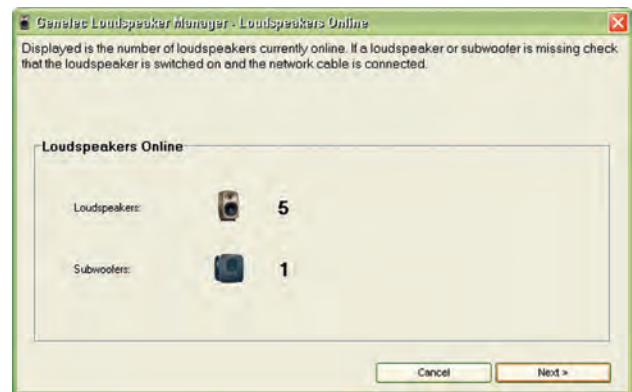 Genelec Loudspeaker Manager - Loudspeakers Online
Displayed is the number of loudspeakers currently online. If a loudspeaker or subwoofer is missing check
that the loudspeaker is switched on and the network cable is connected.
Loudspeakers Online
Loudspeakers: 5
Subwoofers: 1
Cancel Next >